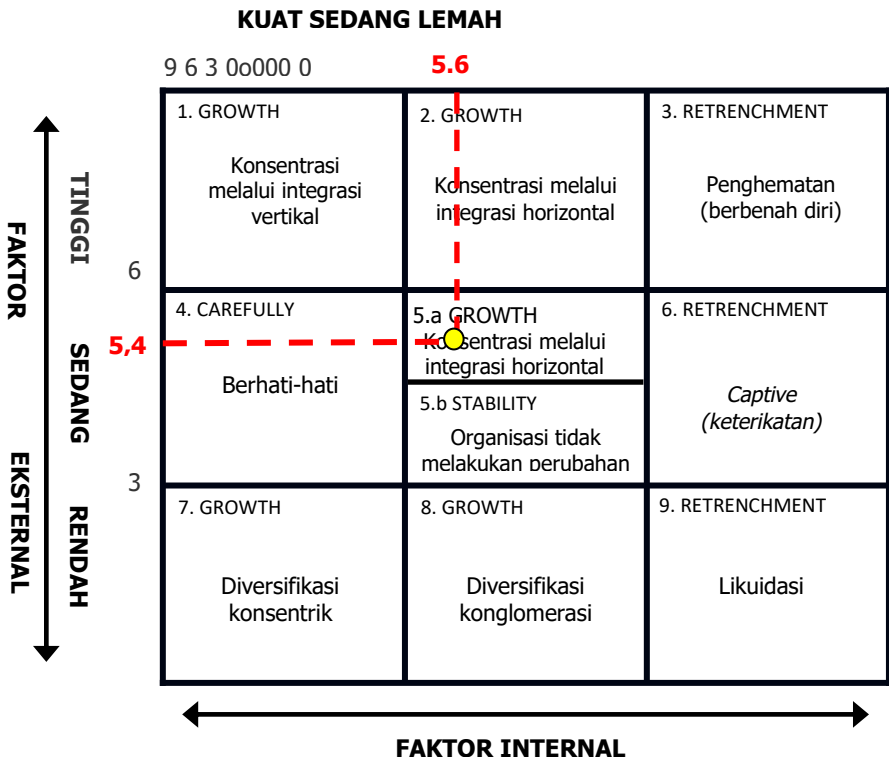 KUAT SEDANG LEMAH
9 6 3 0o000 0
5.6
1. GROWTH
Konsentrasi
melalui integrasi
vertikal
2. GROWTH
Konsentrasi melalui
integrasi horizontal
3. RETRENCHMENT
Penghematan
(berbenah diri)
FAKTOR
EKSTERNAL
TINGGI
SEDANG
RENDAH
6
5,4
3
4. CAREFULLY
Berhati-hati
5.a GROWTH
Konsentrasi melalui
integrasi horizontal
5.b STABILITY
Organisasi tidak
melakukan perubahan
6. RETRENCHMENT
Captive
(keterikatan)
7. GROWTH
Diversifikasi
konsentrik
8. GROWTH
Diversifikasi
konglomerasi
9. RETRENCHMENT
Likuidasi
FAKTOR INTERNAL